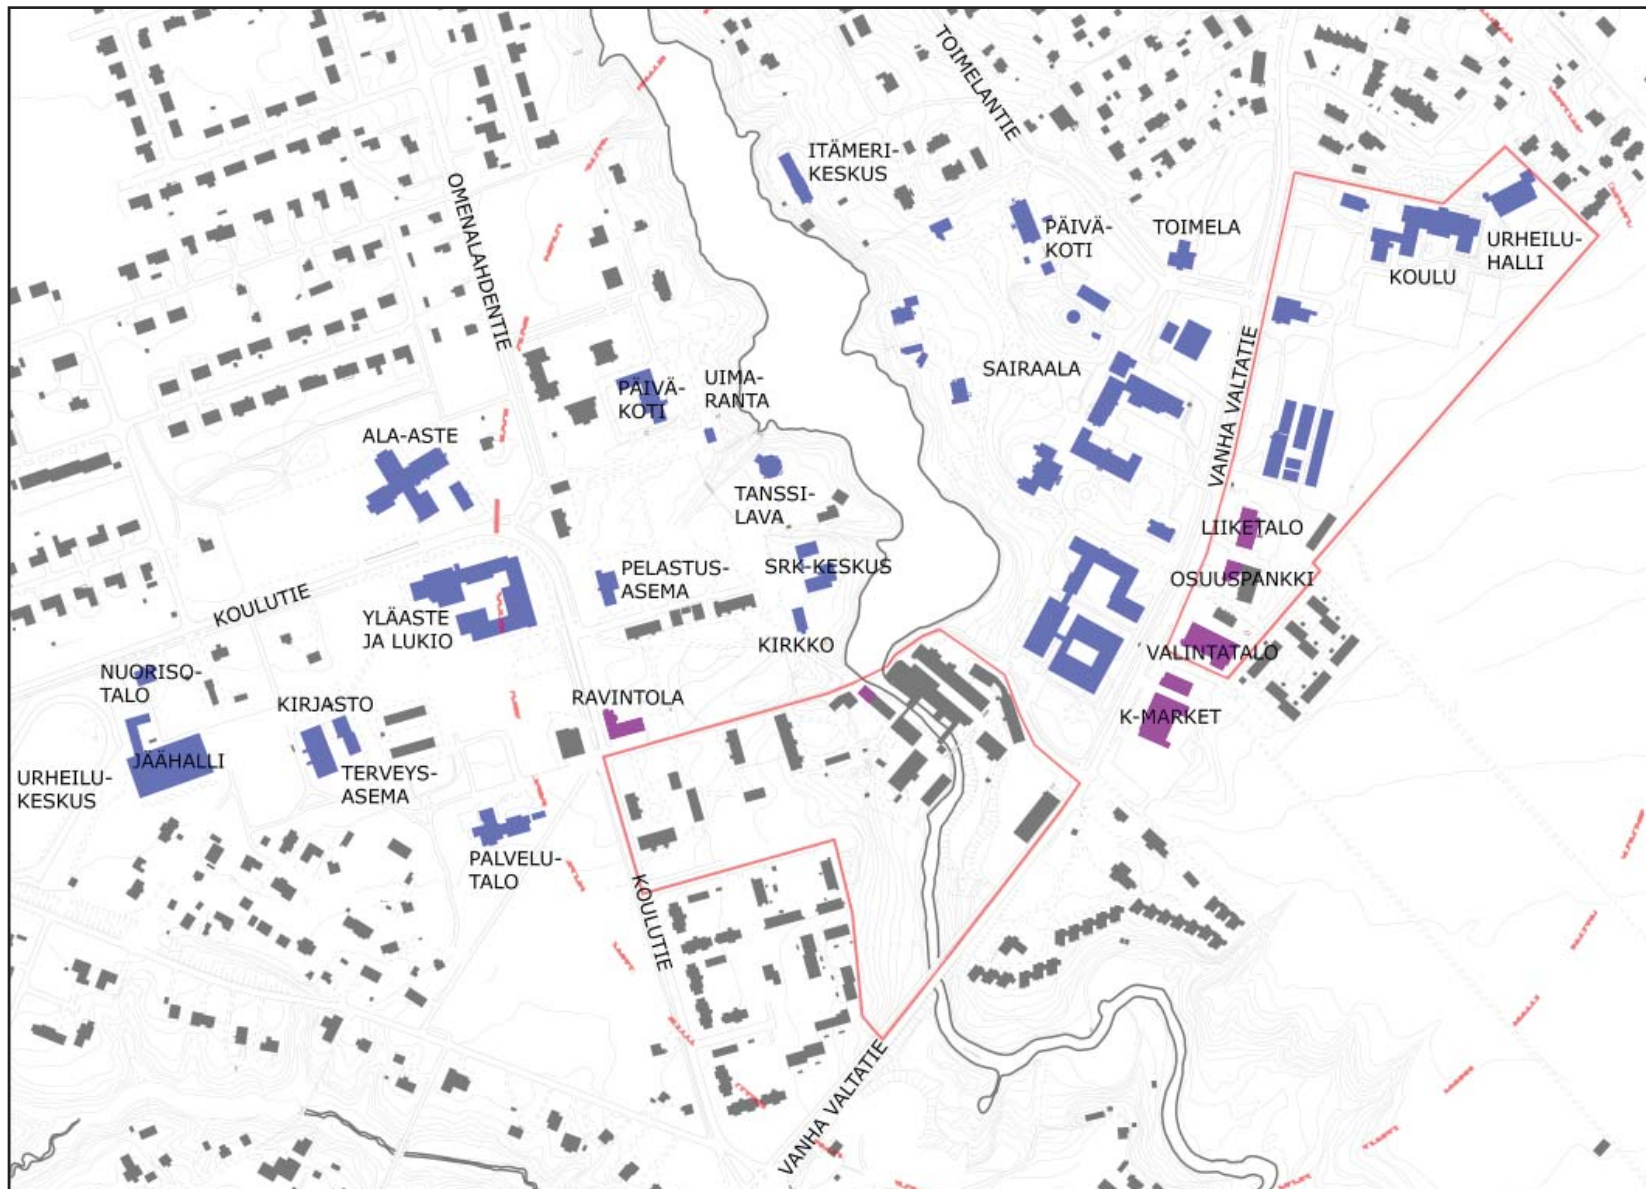 TOIMELANTIE
ITÄMERI-
KESKUS
OMENALAHDENTIE
PÄIVÄ-
KOTI
TOIMELA
URHEILU-
HALLI
KOULU
VANHA VALTATIE
SAIRAALA
PÄIVÄ-
KOTI
UIMA-
RANTA
ALA-ASTE
TANSSI-
LAVA
LIIKETALO
OSUUSPANKKI
SRK-KESKUS
PELASTUS-
ASEMA
KOULUTIE
YLÄASTE
JA LUKIO
KIRKKO
VALINTATALO
NUORISO-
TALO
KIRJASTO
RAVINTOLA
K-MARKET
JÄÄHALLI
URHEILU-
KESKUS
TERVEYS-
ASEMA
PALVELU-
TALO
KOULUTIE
VANHA VALTATIE